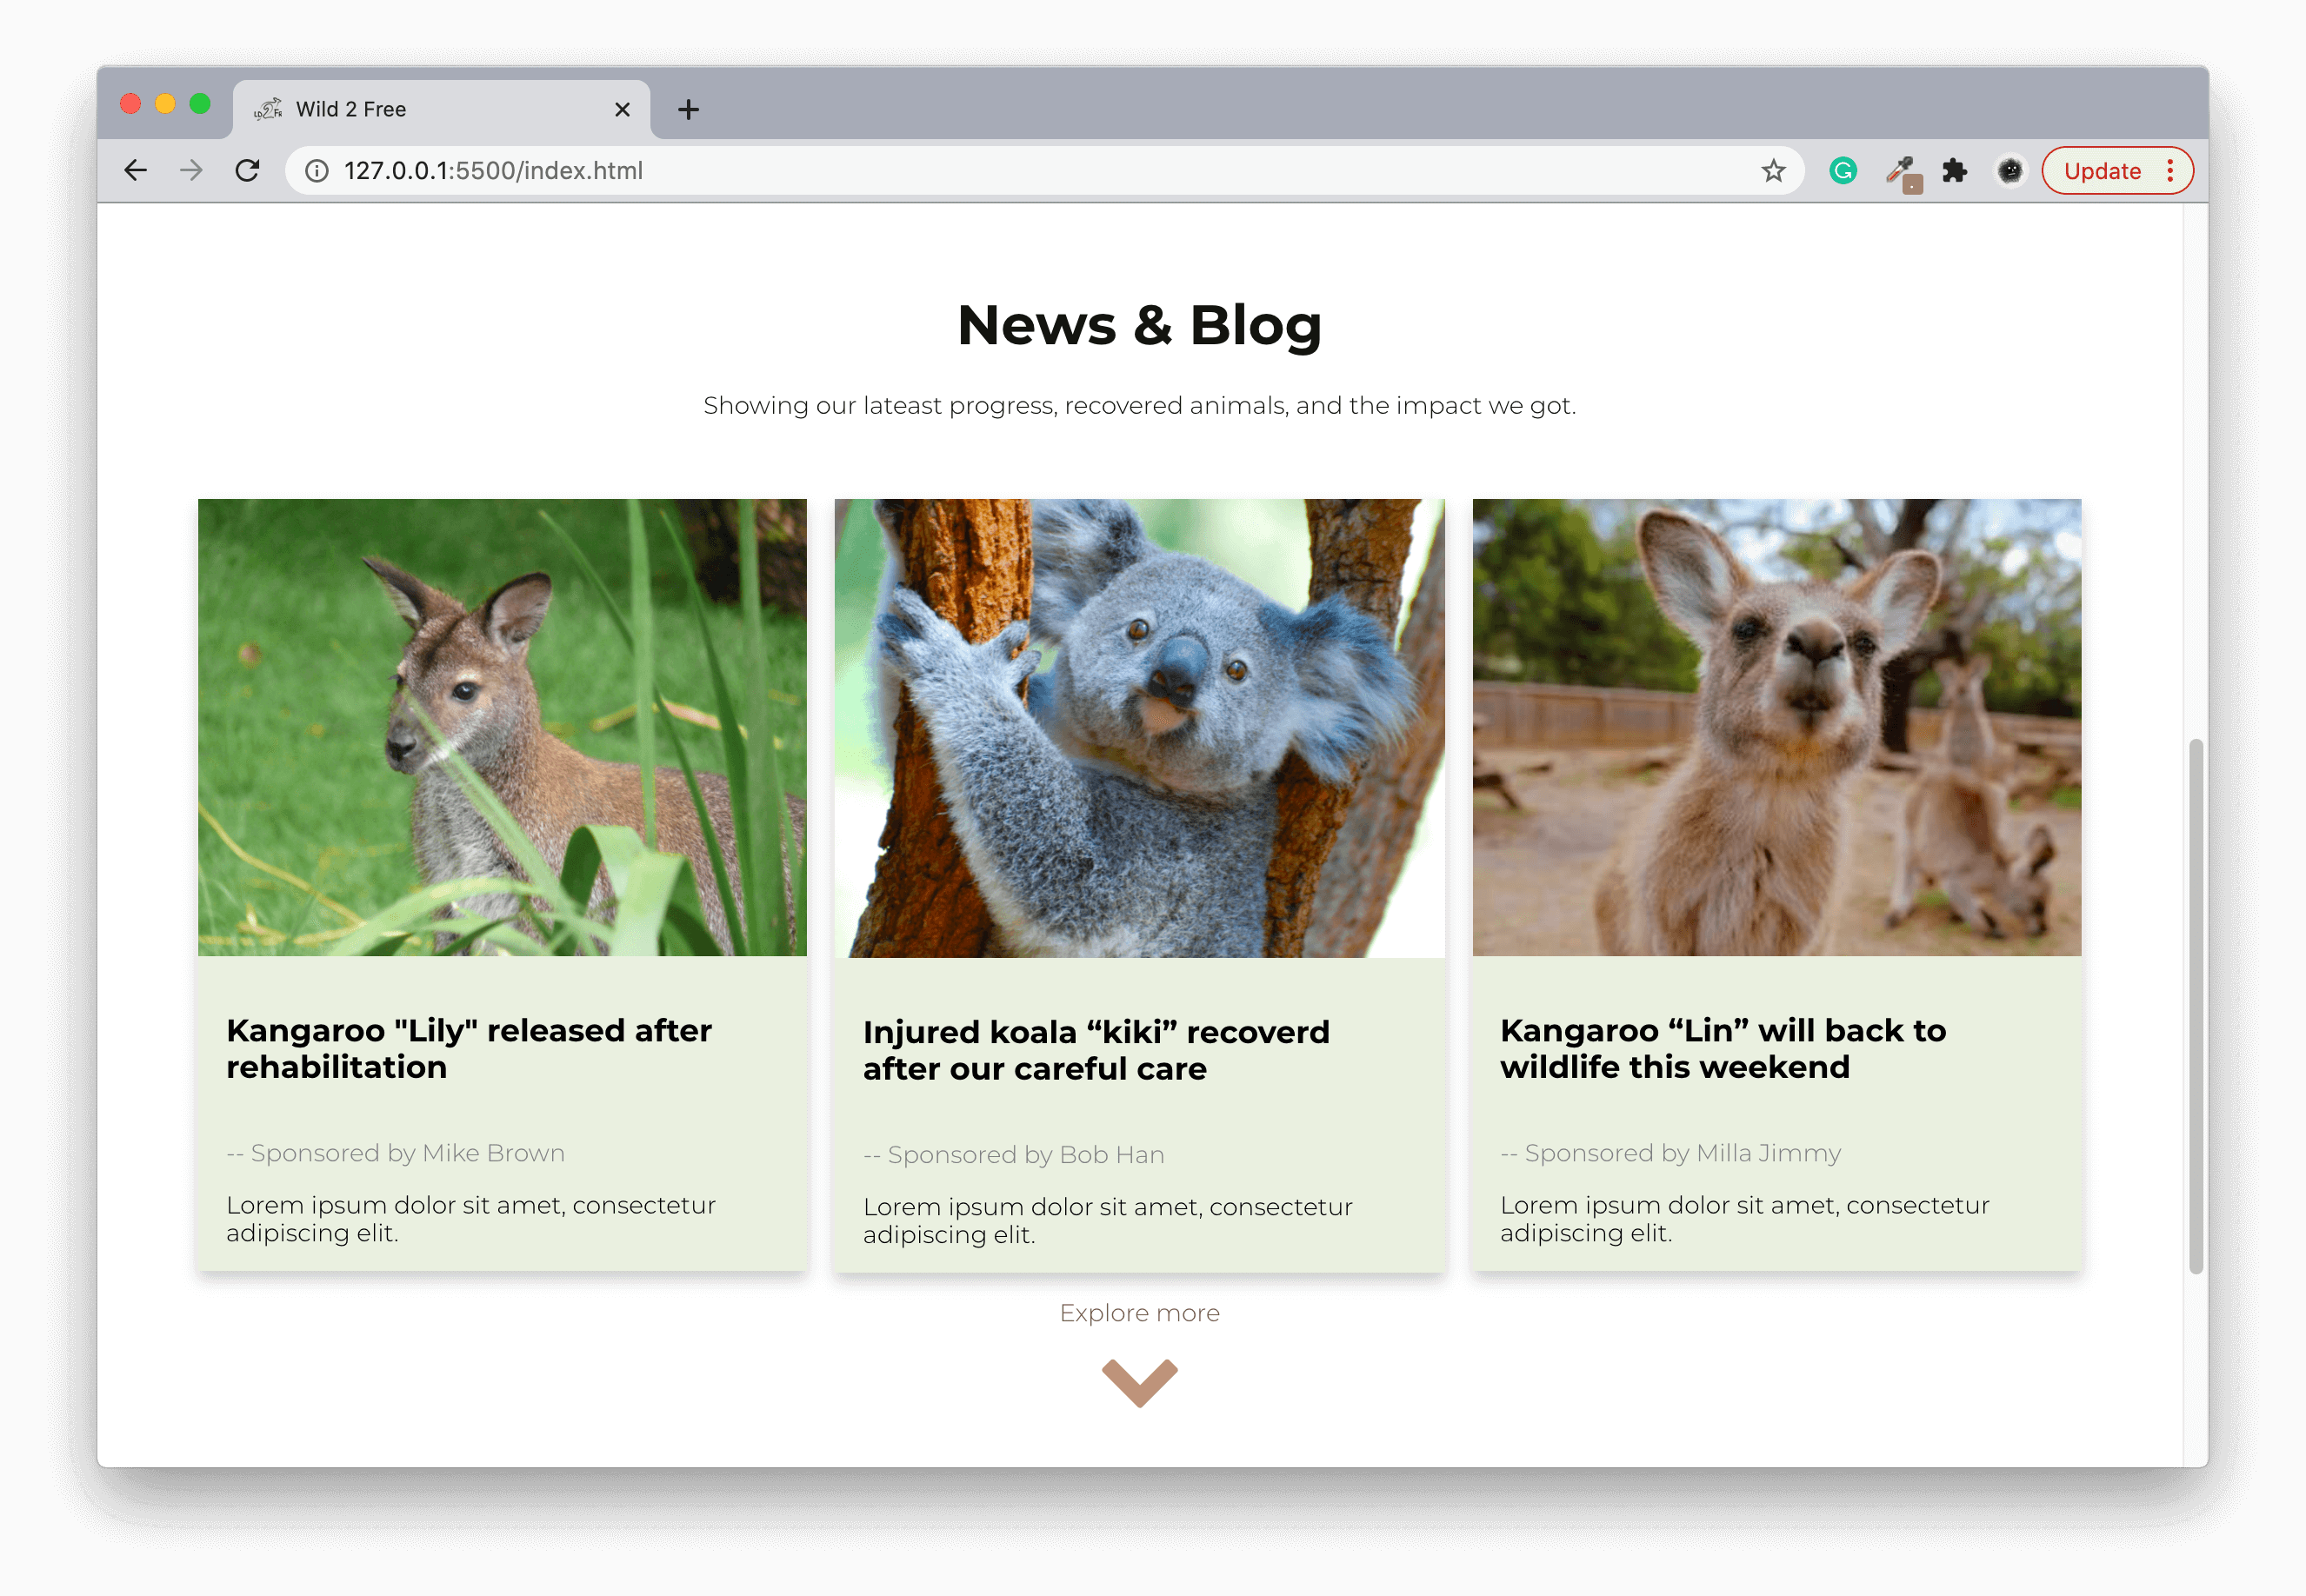 Wild 2 Free
127.0.0.1:5500/index.html
Update
News & Blog
Showing our lateast progress, recovered animals, and the impact we got.
Kangaroo "Lily" released after
rehabilitation
-- Sponsored by Mike Brown
Lorem ipsum dolor sit amet, consectetur
adipiscing elit.
Injured koala “kiki” recoverd
after our careful care
-- Sponsored by Bob Han
Lorem ipsum dolor sit amet, consectetur
adipiscing elit.
Kangaroo “Lin” will back to
wildlife this weekend
-- Sponsored by Milla Jimmy
Lorem ipsum dolor sit amet, consectetur
adipiscing elit.
Explore more